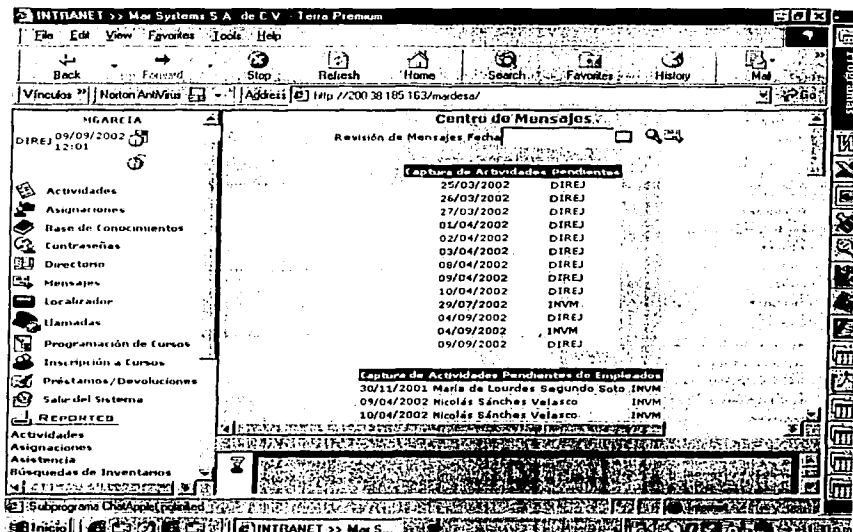 INTRANET >> Mar Systems S.A. de C.V. - Terra Premium
File Edit View Favorites Tools Help
Back Forward Stop Refresh Home Search Favorites History Mail
Vínculos » Norton AntiVirus Address http://200.38.185.163/mardesa/
MGARCIA
DIREJ 09/09/2002
12:01
Actividades
Asignaciones
Base de Conocimientos
Contraseñas
Directorio
Mensajes
Localizador
Llamadas
Programación de Cursos
Inscripción a Cursos
Préstamos/Devoluciones
Salir del Sistema
REPORTES
Actividades
Asignaciones
Asistencia
Búsquedas de Inventarios
Centro de Mensajes
Revisión de Mensajes Fecha
Captura de Actividades Pendientes
25/03/2002 DIREJ
26/03/2002 DIREJ
27/03/2002 DIREJ
01/04/2002 DIREJ
02/04/2002 DIREJ
03/04/2002 DIREJ
08/04/2002 DIREJ
09/04/2002 DIREJ
10/04/2002 DIREJ
29/07/2002 INVM
04/09/2002 DIREJ
04/09/2002 INVM
09/09/2002 DIREJ
Captura de Actividades Pendientes de Empleados
30/11/2001 María de Lourdes Segundo Soto INVM
09/04/2002 Nicolás Sánches Velasco INVM
10/04/2002 Nicolás Sánches Velasco INVM
Subprograma ChatApplet
Inicio INTRANET >> Mar S...